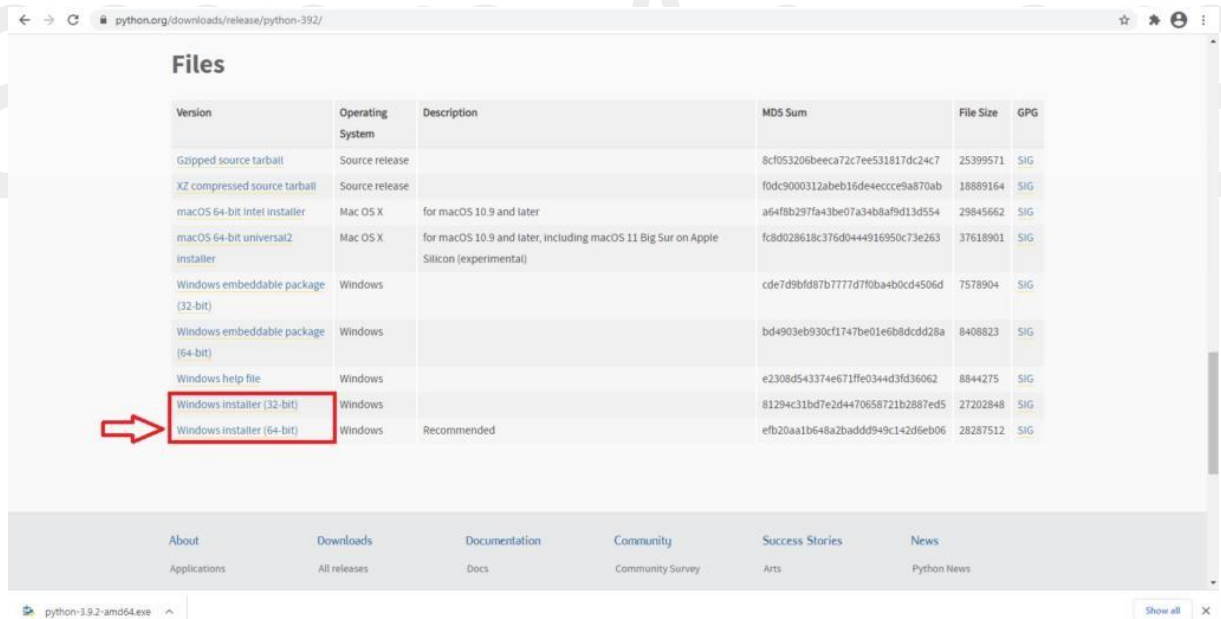 python.org/downloads/release/python-392/
Files
Version Operating System Description MD5 Sum File Size GPG
Gzipped source tarball Source release 8cf053206beeca72c7ee531817dc24c7 25399571 SIG
XZ compressed source tarball Source release f0dc9000312abeb16de4eccce9a870ab 18889164 SIG
macOS 64-bit Intel installer Mac OS X for macOS 10.9 and later a64f8b297fa43be07a34b8af9d13d554 29845662 SIG
macOS 64-bit universal2 installer Mac OS X for macOS 10.9 and later, including macOS 11 Big Sur on Apple Silicon (experimental) fc8d028618c376d0444916950c73e263 37618901 SIG
Windows embeddable package (32-bit) Windows cde7d9bfd87b7777d7f0ba4b0cd4506d 7578904 SIG
Windows embeddable package (64-bit) Windows bd4903eb930cf1747be01e6b8dcdd28a 8408823 SIG
Windows help file Windows e2308d543374e671ffe0344d3fd36062 8844275 SIG
Windows installer (32-bit) Windows 81294c31bd7e2d4470658721b2887ed5 27202848 SIG
Windows installer (64-bit) Windows Recommended efb20aa1b648a2baddd949c142d6eb06 28287512 SIG
About Downloads Documentation Community Success Stories News
Applications All releases Docs Community Survey Arts Python News
python-3.9.2-amd64.exe Show all